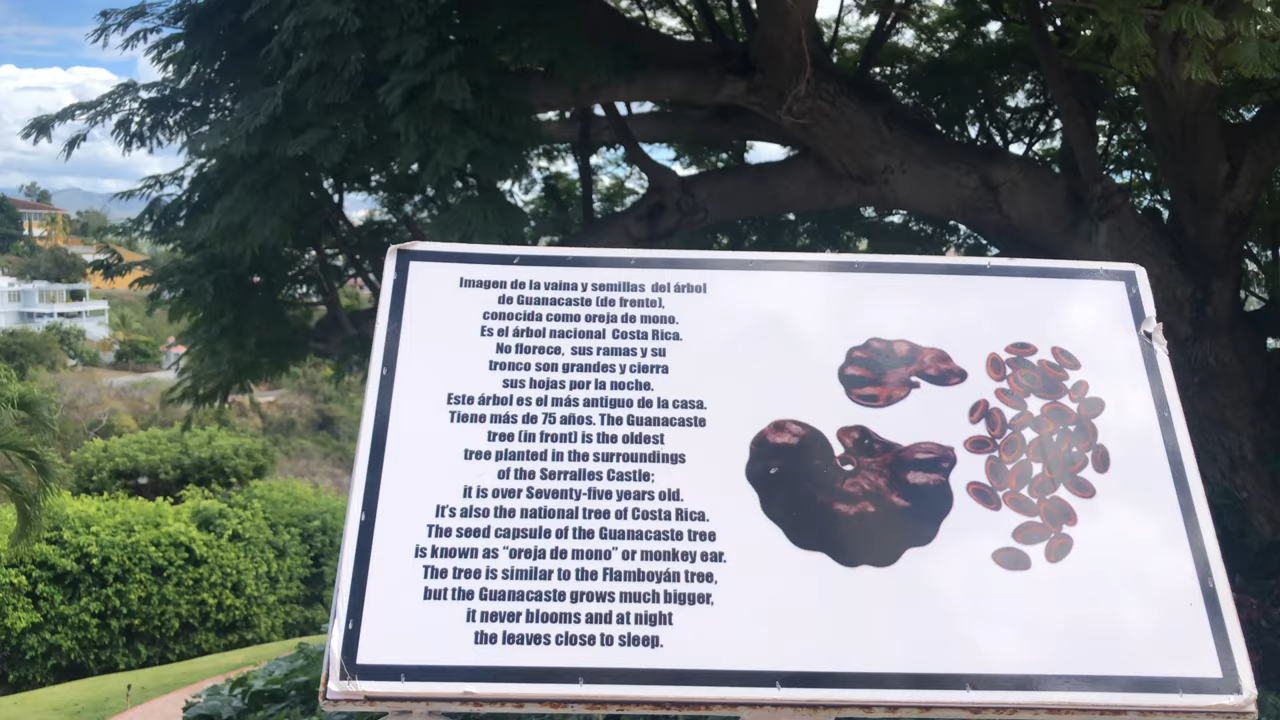 Imagen de la vaina y semillas del árbol
de Guanacaste (de frente),
conocida como oreja de mono.
Es el árbol nacional Costa Rica.
No florece, sus ramas y su
tronco son grandes y cierra
sus hojas por la noche.
Este árbol es el más antiguo de la casa.
Tiene más de 75 años. The Guanacaste
tree (in front) is the oldest
tree planted in the surroundings
of the Serralles Castle;
it is over Seventy-five years old.
It's also the national tree of Costa Rica.
The seed capsule of the Guanacaste tree
is known as “oreja de mono” or monkey ear.
The tree is similar to the Flamboyán tree,
but the Guanacaste grows much bigger,
it never blooms and at night
the leaves close to sleep.